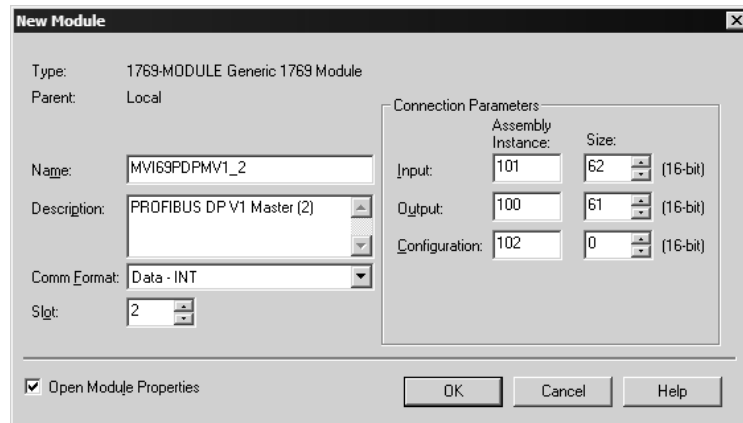 New Module
Type: 1769-MODULE Generic 1769 Module
Parent: Local
Connection Parameters
Assembly Instance: Size:
Name: MVI69PDPMV1_2
Input: 101 62 (16-bit)
Description: PROFIBUS DP V1 Master (2)
Output: 100 61 (16-bit)
Configuration: 102 0 (16-bit)
Comm Format: Data - INT
Slot: 2
Open Module Properties
OK Cancel Help